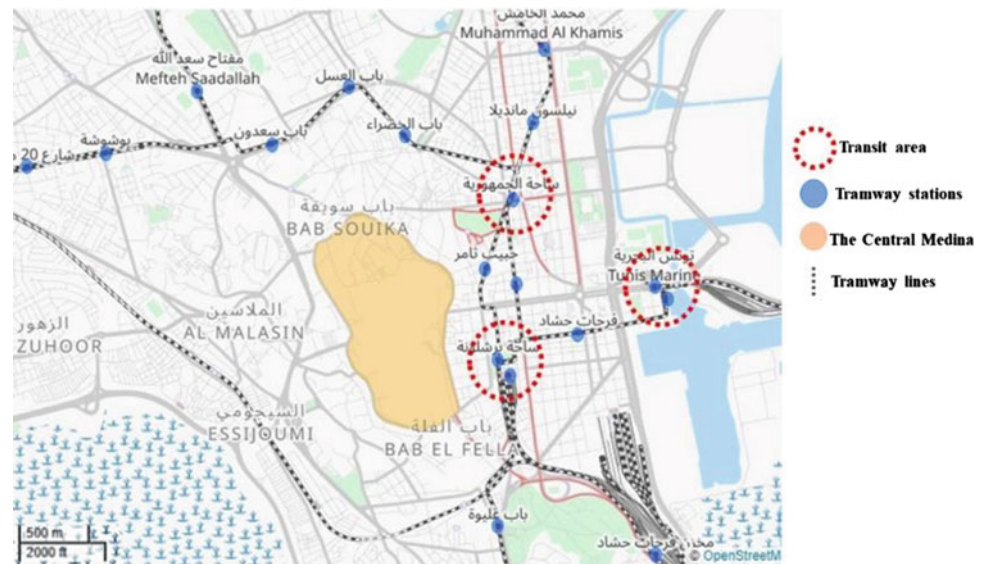 محمد الخامس
Muhammad Al Khamis
مفتاح سعد الله
Mefteh Saadallah
باب العسل
نيلسون مانديلا
باب الخضراء
باب سعدون
بوشوشة
شارع 20
ساحة الجمهورية
باب سويقة
BAB SOUIKA
حبيب ثامر
تونس البحرية
Tunis Marine
الملاسين
AL MALASIN
الزهور
ZUHOOR
فرحات حشاد
ساحة برشلونة
السيجومي
ESSIJOUMI
باب الفلة
BAB EL FELLA
باب عليوة
فرحات حشاد
500 m
2000 ft
© OpenStreetM
Transit area
Tramway stations
The Central Medina
Tramway lines